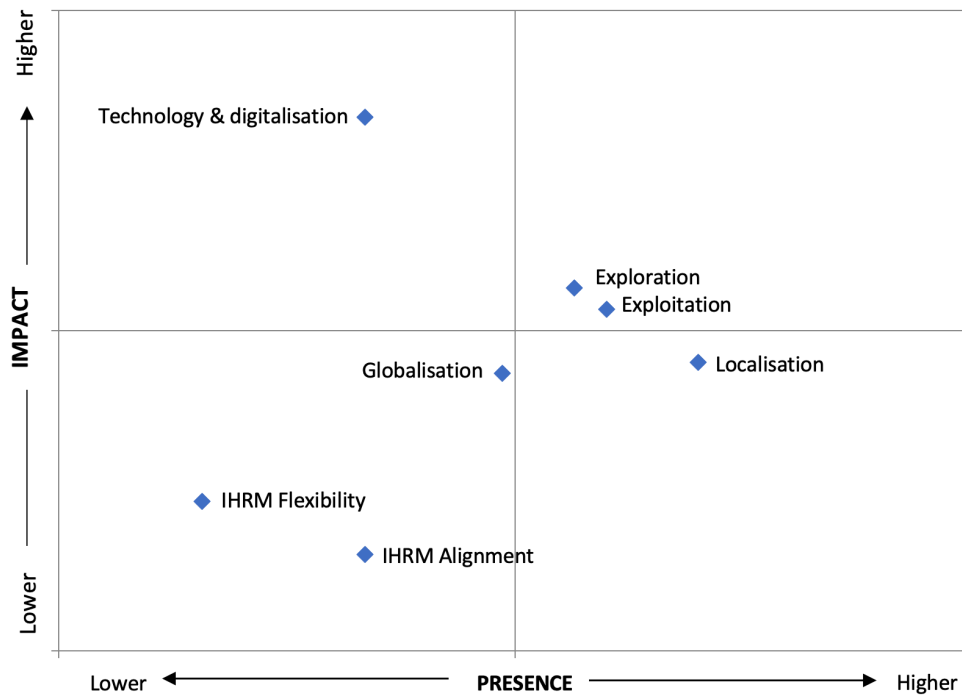 Higher
Technology & digitalisation
Exploration
Exploitation
IMPACT
Globalisation
Localisation
IHRM Flexibility
IHRM Alignment
Lower
Lower
PRESENCE
Higher